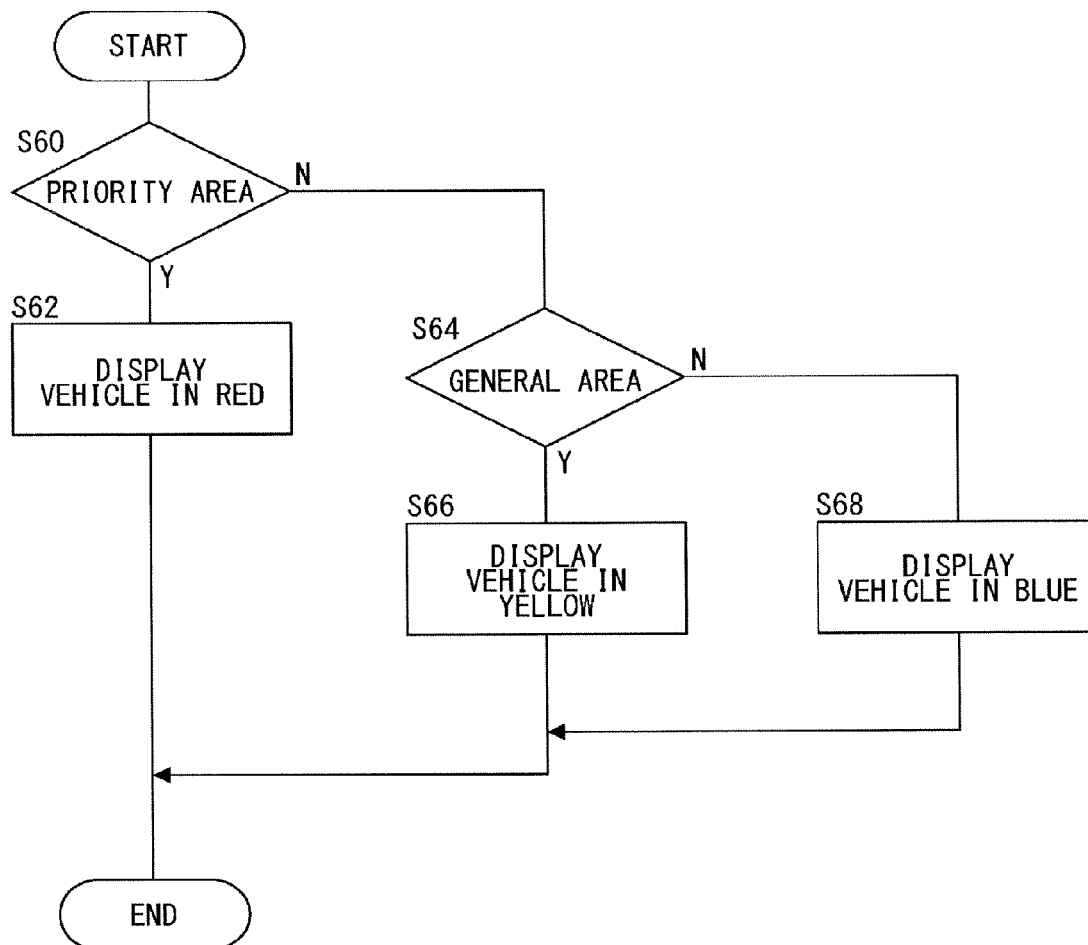 START
S60
PRIORITY AREA
N
Y
S62
DISPLAY
VEHICLE IN RED
S64
GENERAL AREA
N
Y
S66
DISPLAY
VEHICLE IN
YELLOW
S68
DISPLAY
VEHICLE IN BLUE
END